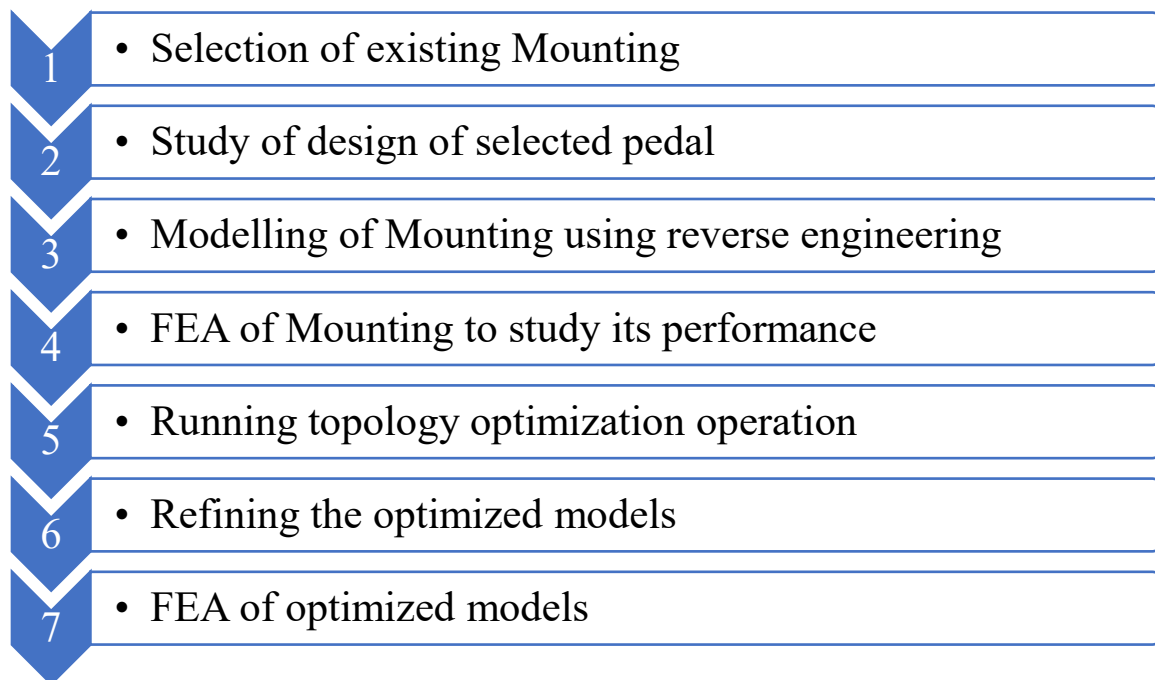 1 • Selection of existing Mounting
2 • Study of design of selected pedal
3 • Modelling of Mounting using reverse engineering
4 • FEA of Mounting to study its performance
5 • Running topology optimization operation
6 • Refining the optimized models
7 • FEA of optimized models